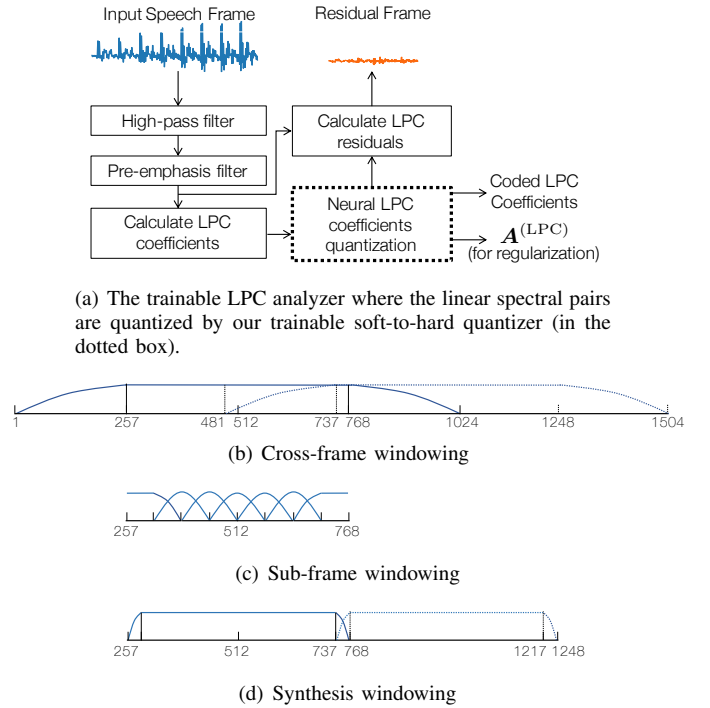 Input Speech Frame
Residual Frame
High-pass filter
Calculate LPC
residuals
Pre-emphasis filter
Calculate LPC
coefficients
Neural LPC
coefficients
quantization
Coded LPC
Coefficients
A^(LPC)
(for regularization)
(a) The trainable LPC analyzer where the linear spectral pairs
are quantized by our trainable soft-to-hard quantizer (in the
dotted box).
1 257 481 512 737 768 1024 1248 1504
(b) Cross-frame windowing
257 512 768
(c) Sub-frame windowing
257 512 737 768 1217 1248
(d) Synthesis windowing